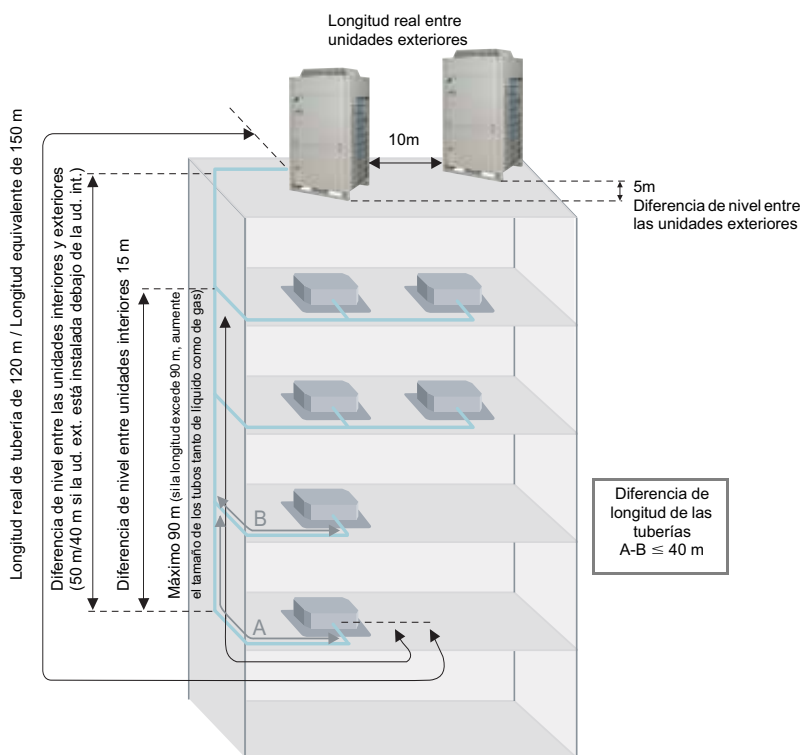 Longitud real entre
unidades exteriores
10m
5m
Diferencia de nivel entre
las unidades exteriores
Longitud real de tubería de 120 m / Longitud equivalente de 150 m
Diferencia de nivel entre las unidades interiores y exteriores
(50 m/40 m si la ud. ext. está instalada debajo de la ud. int.)
Diferencia de nivel entre unidades interiores 15 m
Máximo 90 m (si la longitud excede 90 m, aumente
el tamaño de los tubos tanto de líquido como de gas)
B
A
Diferencia de
longitud de las
tuberías
A-B ≤ 40 m